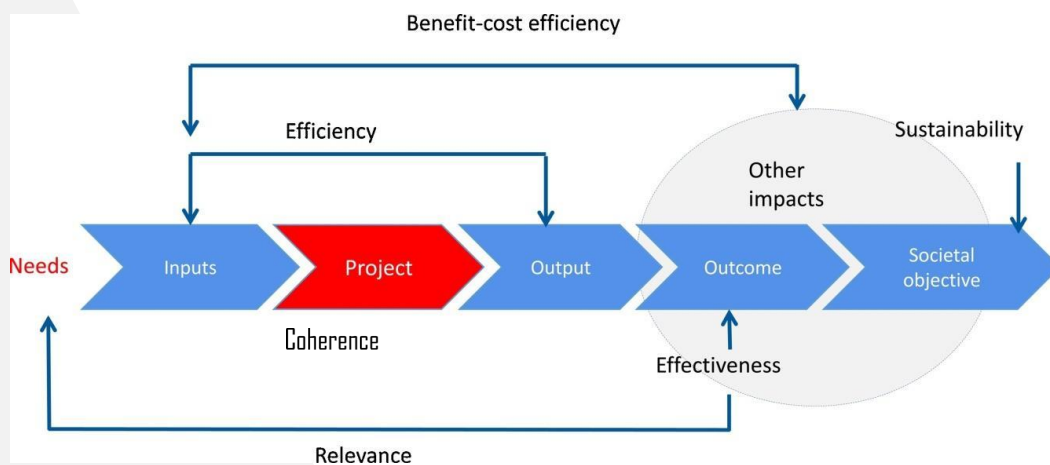 Benefit-cost efficiency
Efficiency
Sustainability
Other
impacts
Needs
Inputs
Project
Output
Outcome
Societal
objective
Coherence
Effectiveness
Relevance